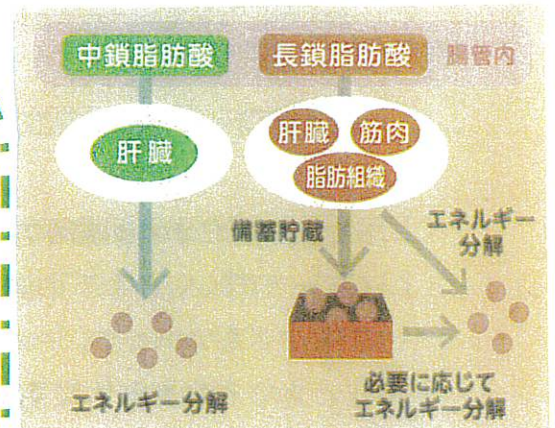 中鎖脂肪酸
長鎖脂肪酸
腸管内
肝臓
肝臓
筋肉
脂肪組織
備蓄貯蔵
エネルギー
分解
エネルギー分解
必要に応じて
エネルギー分解